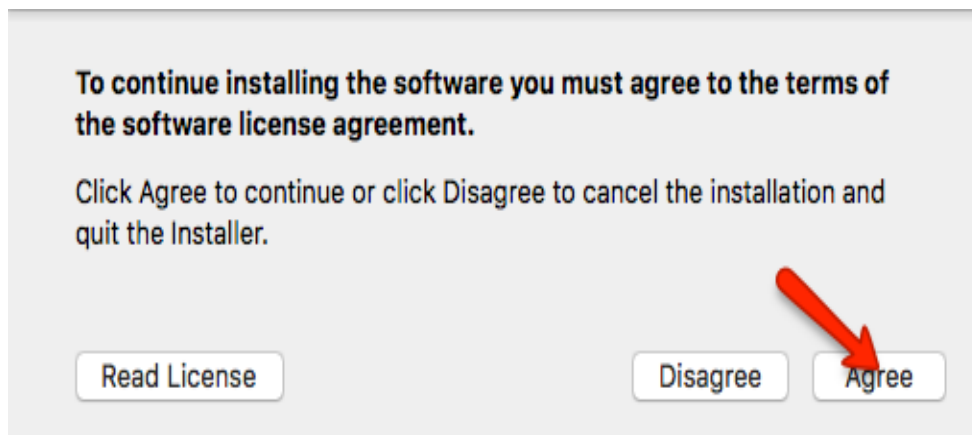 To continue installing the software you must agree to the terms of
the software license agreement.
Click Agree to continue or click Disagree to cancel the installation and
quit the Installer.
Read License
Disagree
Agree